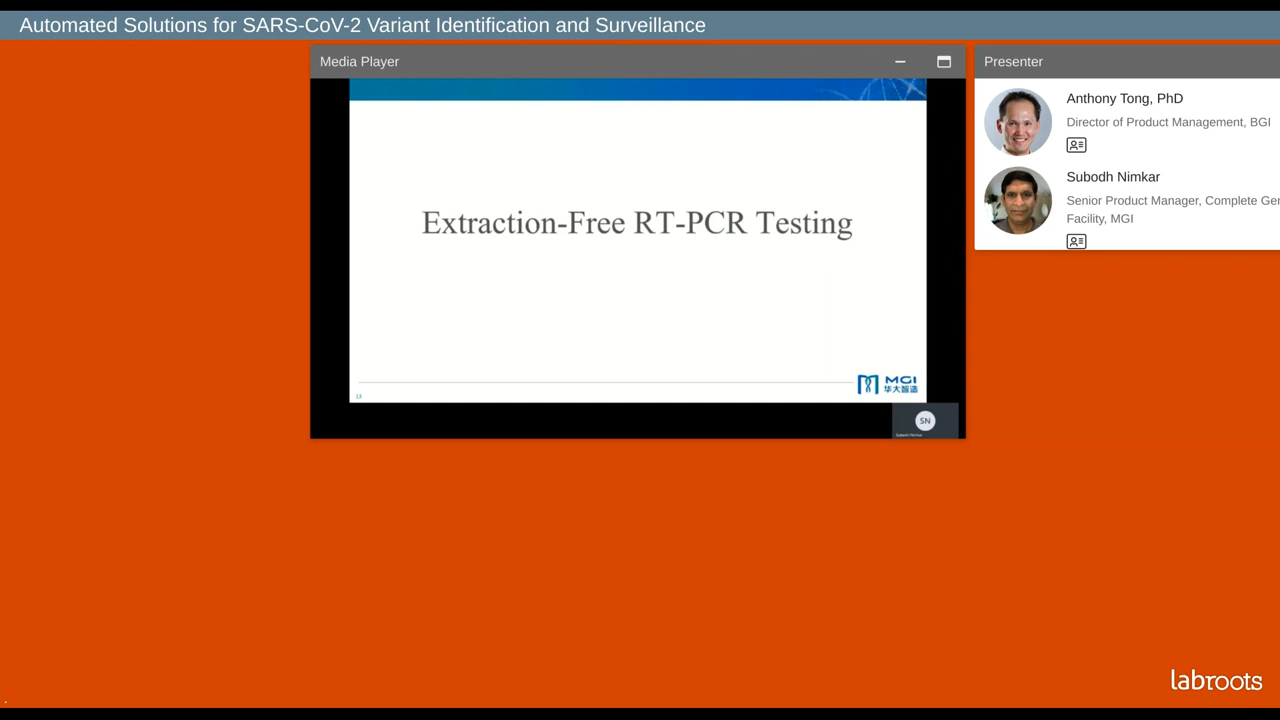 Automated Solutions for SARS-CoV-2 Variant Identification and Surveillance
Media Player
Extraction-Free RT-PCR Testing
13
MGI
华大智造
SN
Presenter
Anthony Tong, PhD
Director of Product Management, BGI
Subodh Nimkar
Senior Product Manager, Complete Ge
Facility, MGI
labroots